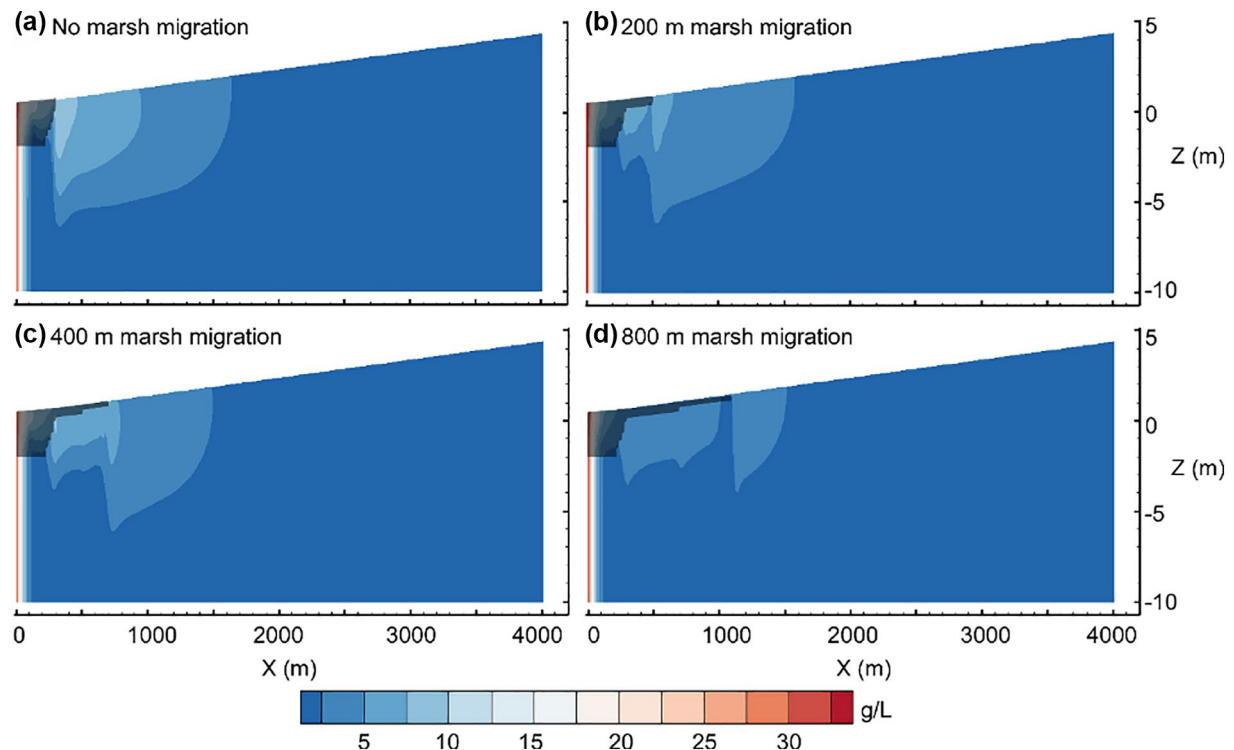 (a) No marsh migration
(b) 200 m marsh migration
5
0
Z (m)
-5
-10
(c) 400 m marsh migration
(d) 800 m marsh migration
5
0
Z (m)
-5
-10
0 1000 2000 3000 4000
0 1000 2000 3000 4000
X (m)
X (m)
g/L
5 10 15 20 25 30